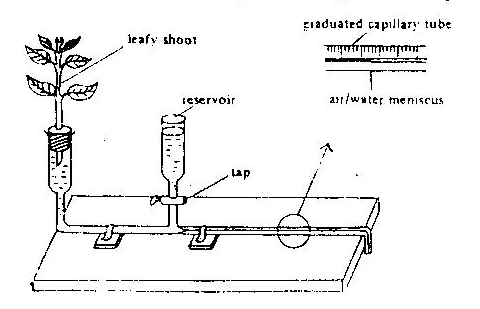 graduated capillary tube
leafy shoot
air/water meniscus
reservoir
tap